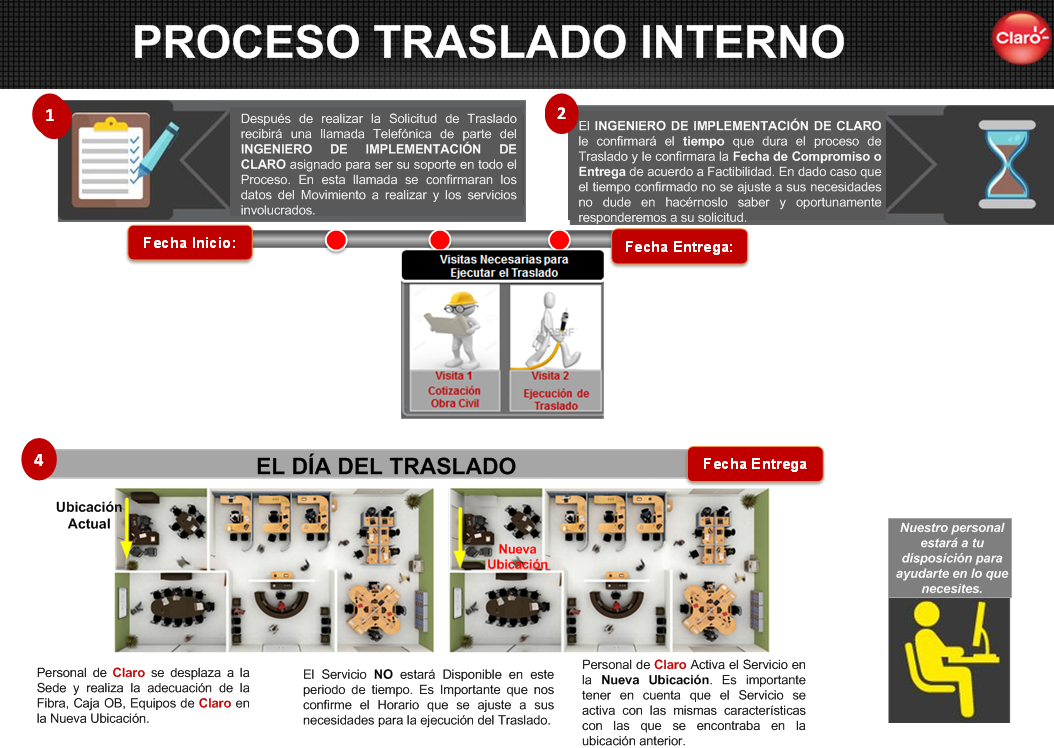 PROCESO TRASLADO INTERNO
Claro
1
Después de realizar la Solicitud de Traslado
recibirá una llamada Telefónica de parte del
INGENIERO DE IMPLEMENTACIÓN DE
CLARO asignado para ser su soporte en todo el
Proceso. En esta llamada se confirmaran los
datos del Movimiento a realizar y los servicios
involucrados.
2
El INGENIERO DE IMPLEMENTACIÓN DE CLARO
le confirmará el tiempo que dura el proceso de
Traslado y le confirmara la Fecha de Compromiso o
Entrega de acuerdo a Factibilidad. En dado caso que
el tiempo confirmado no se ajuste a sus necesidades
no dude en hacérnoslo saber y oportunamente
responderemos a su solicitud.
Fecha Inicio:
Fecha Entrega:
Visitas Necesarias para
Ejecutar el Traslado
Visita 1
Cotización
Obra Civil
Visita 2
Ejecución de
Traslado
4
EL DÍA DEL TRASLADO
Fecha Entrega
Ubicación
Actual
Nueva
Ubicación
Nuestro personal
estará a tu
disposición para
ayudarte en lo que
necesites.
Personal de Claro se desplaza a la
Sede y realiza la adecuación de la
Fibra, Caja OB, Equipos de Claro en
la Nueva Ubicación.
El Servicio NO estará Disponible en este
periodo de tiempo. Es Importante que nos
confirme el Horario que se ajuste a sus
necesidades para la ejecución del Traslado.
Personal de Claro Activa el Servicio en
la Nueva Ubicación. Es importante
tener en cuenta que el Servicio se
activa con las mismas características
con las que se encontraba en la
ubicación anterior.